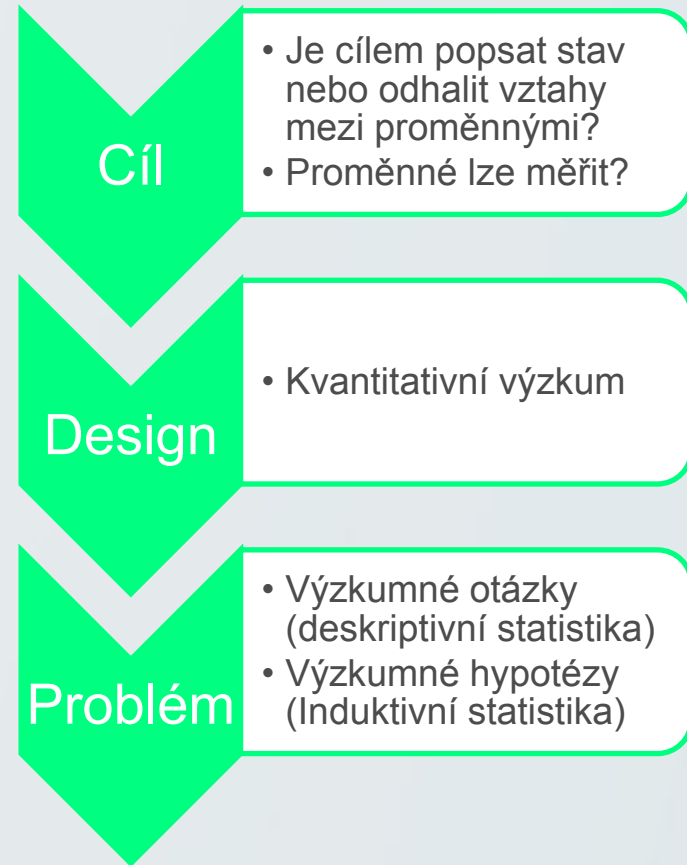 Cíl
• Je cílem popsat stav
nebo odhalit vztahy
mezi proměnnými?
• Proměnné lze měřit?
Design
• Kvantitativní výzkum
Problém
• Výzkumné otázky
(deskriptivní statistika)
• Výzkumné hypotézy
(Induktivní statistika)